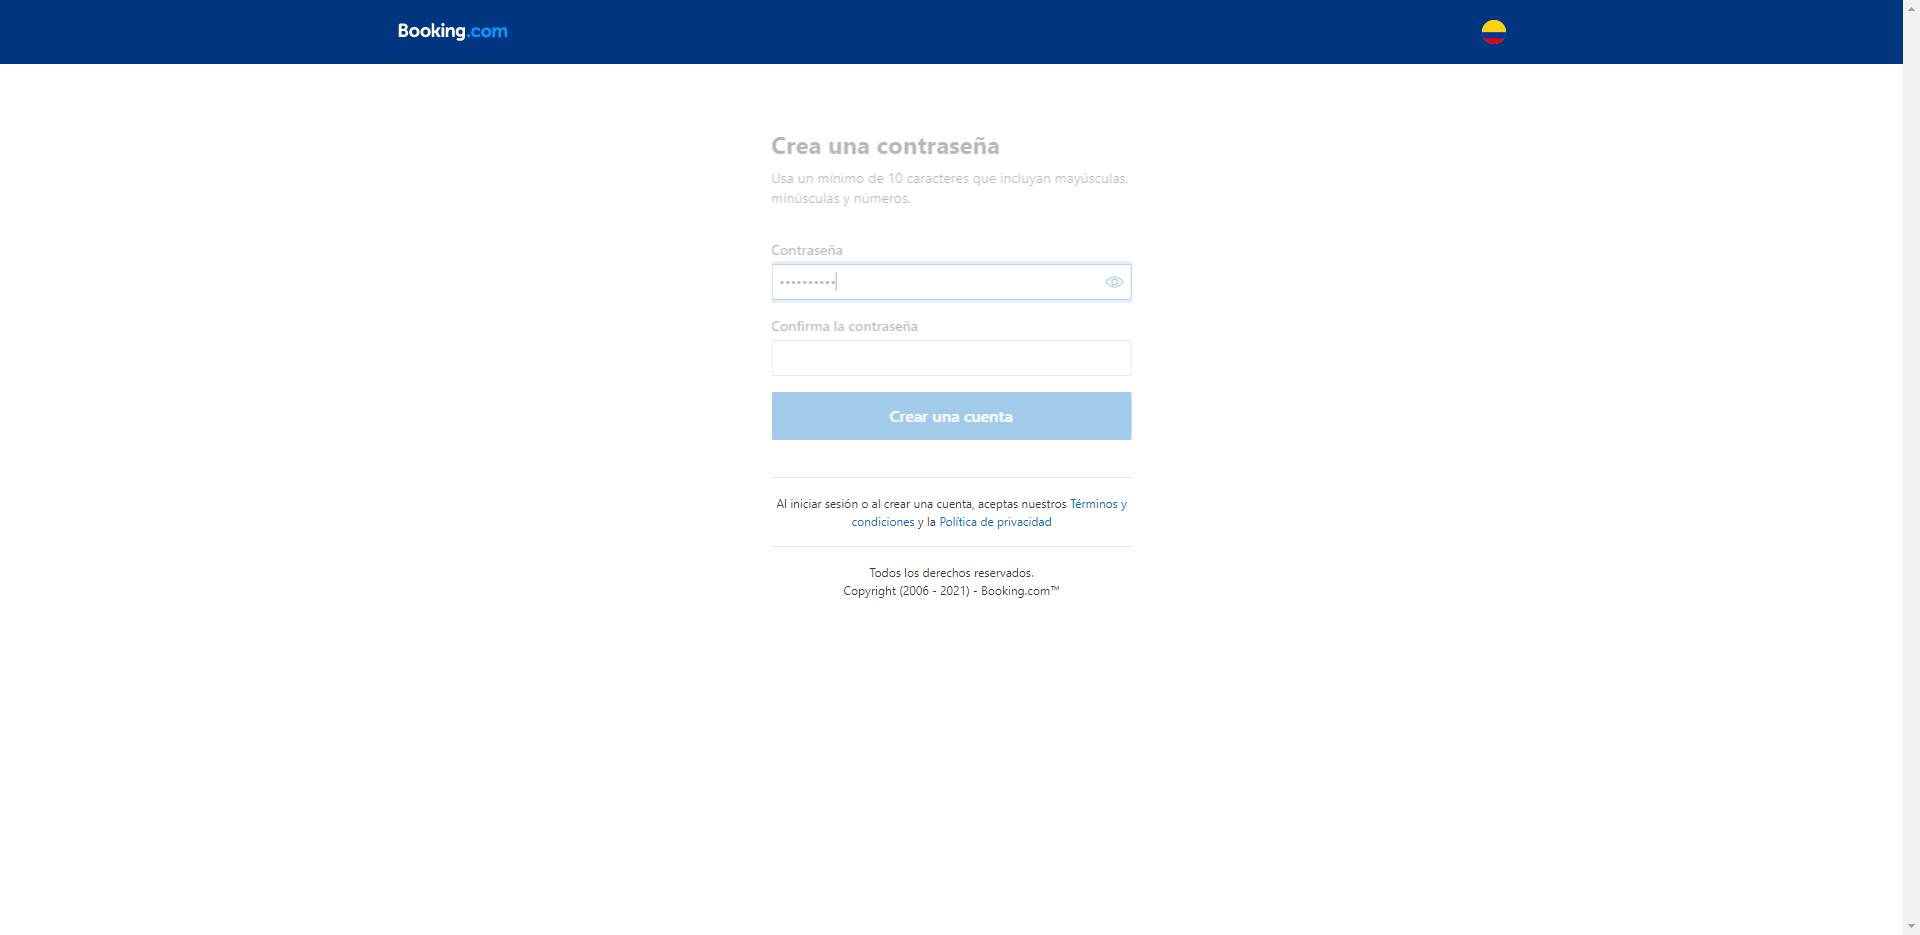 Booking.com
Crea una contraseña
Usa un mínimo de 10 caracteres que incluyan mayúsculas,
minúsculas y números.
Contraseña
••••••••••
Confirma la contraseña
Crear una cuenta
Al iniciar sesión o al crear una cuenta, aceptas nuestros Términos y
condiciones y la Política de privacidad
Todos los derechos reservados.
Copyright (2006 - 2021) - Booking.com™